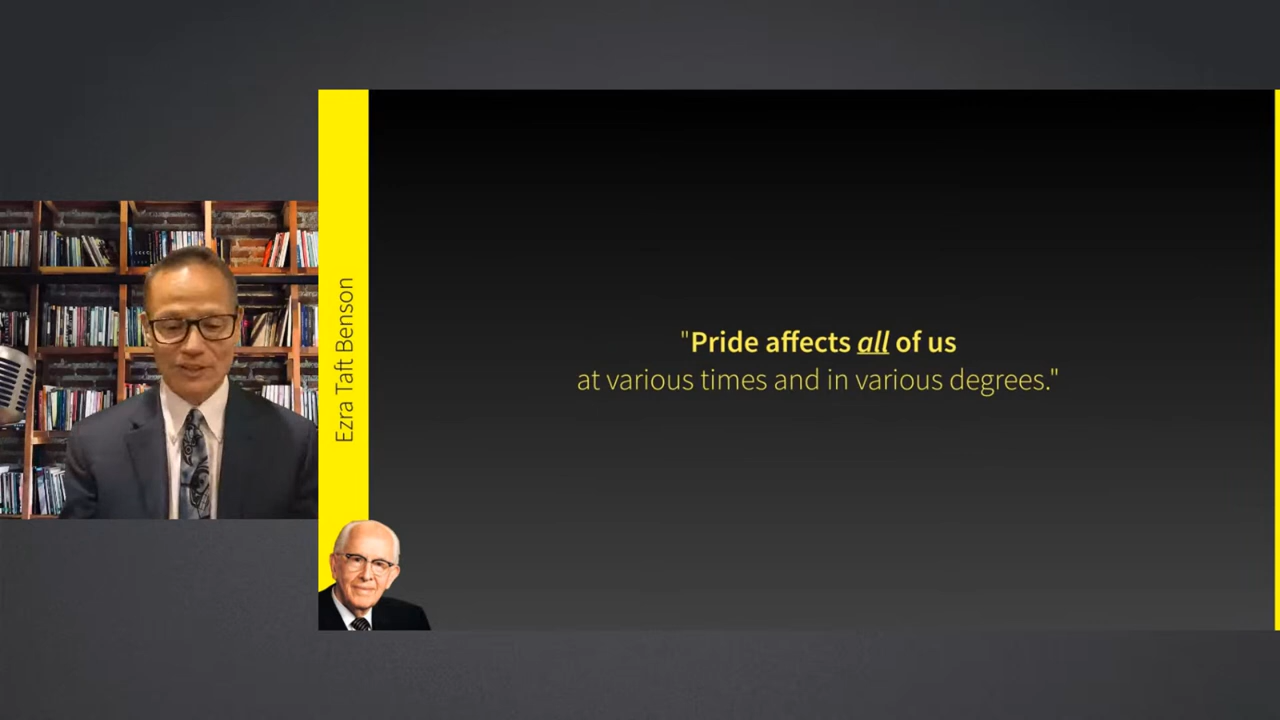 Ezra Taft Benson
"Pride affects all of us
at various times and in various degrees."